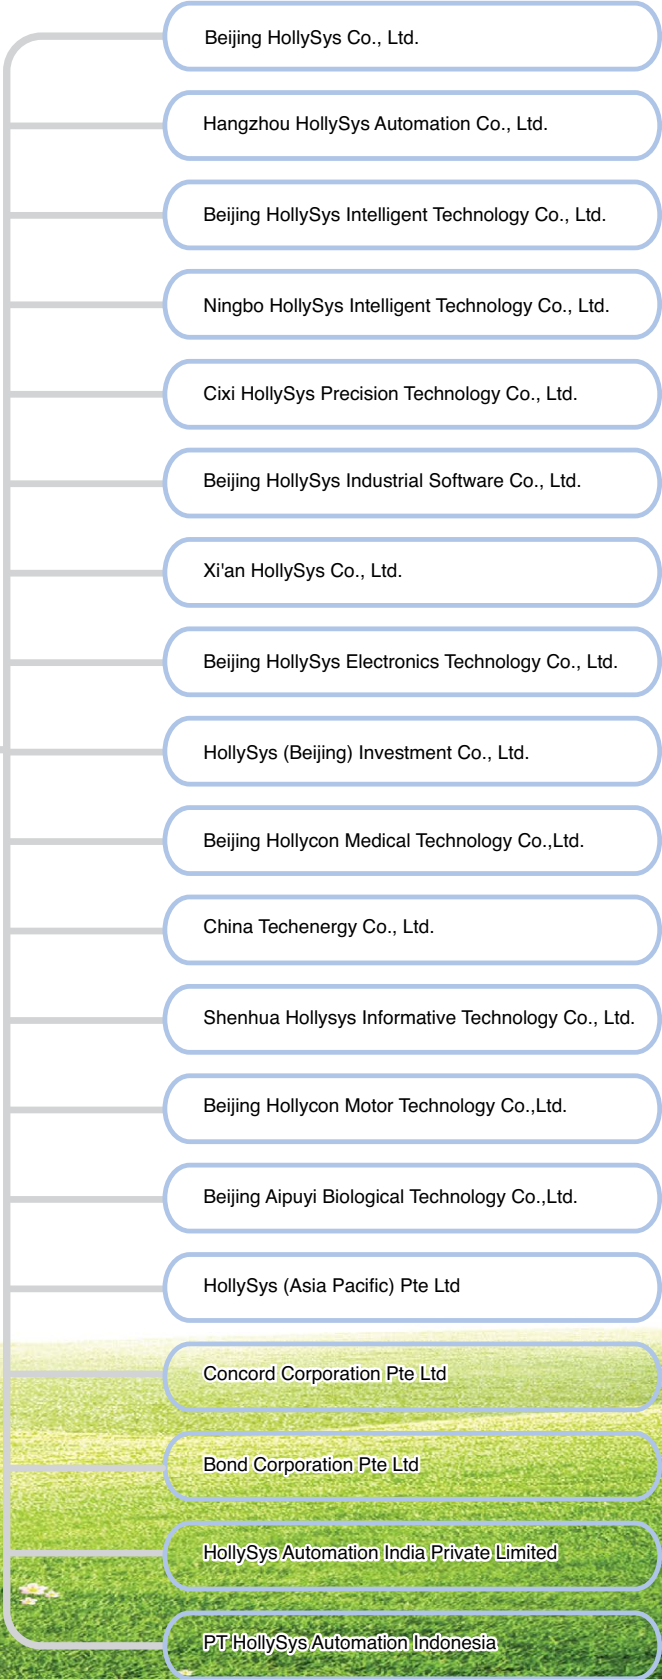 Beijing HollySys Co., Ltd.
Hangzhou HollySys Automation Co., Ltd.
Beijing HollySys Intelligent Technology Co., Ltd.
Ningbo HollySys Intelligent Technology Co., Ltd.
Cixi HollySys Precision Technology Co., Ltd.
Beijing HollySys Industrial Software Co., Ltd.
Xi'an HollySys Co., Ltd.
Beijing HollySys Electronics Technology Co., Ltd.
HollySys (Beijing) Investment Co., Ltd.
Beijing Hollycon Medical Technology Co.,Ltd.
China Techenergy Co., Ltd.
Shenhua Hollysys Informative Technology Co., Ltd.
Beijing Hollycon Motor Technology Co.,Ltd.
Beijing Aipuyi Biological Technology Co.,Ltd.
HollySys (Asia Pacific) Pte Ltd
Concord Corporation Pte Ltd
Bond Corporation Pte Ltd
HollySys Automation India Private Limited
PT HollySys Automation Indonesia